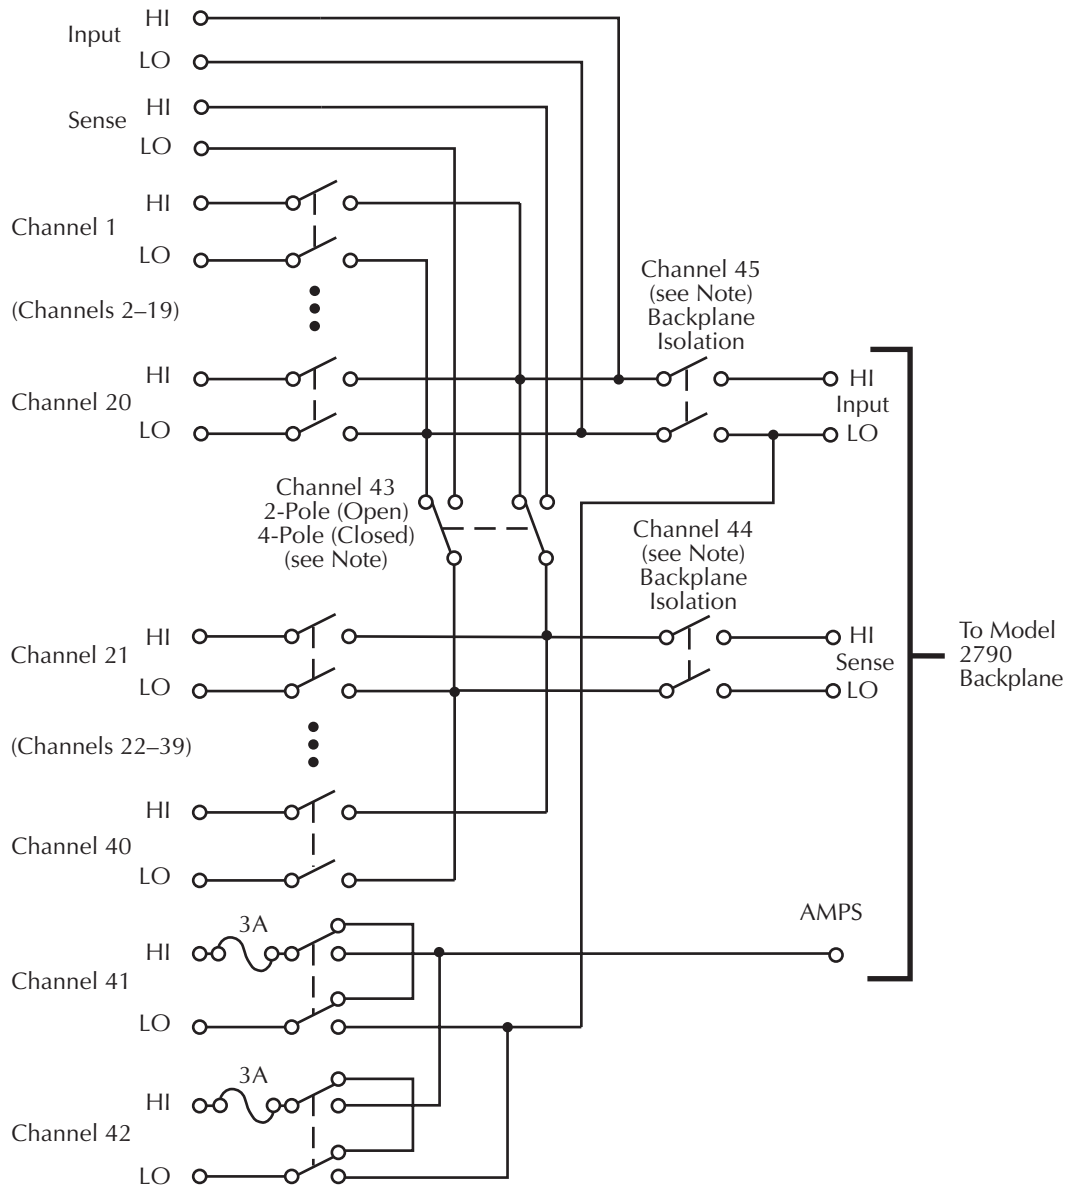 HI
Input
LO
HI
Sense
LO
HI
Channel 1
LO
(Channels 2–19)
HI
Channel 20
LO
Channel 45
(see Note)
Backplane
Isolation
HI
Input
LO
Channel 43
2-Pole (Open)
4-Pole (Closed)
(see Note)
Channel 44
(see Note)
Backplane
Isolation
HI
Channel 21
LO
HI
Sense
LO
To Model
2790
Backplane
(Channels 22–39)
HI
Channel 40
LO
AMPS
3A
HI
Channel 41
LO
3A
HI
Channel 42
LO